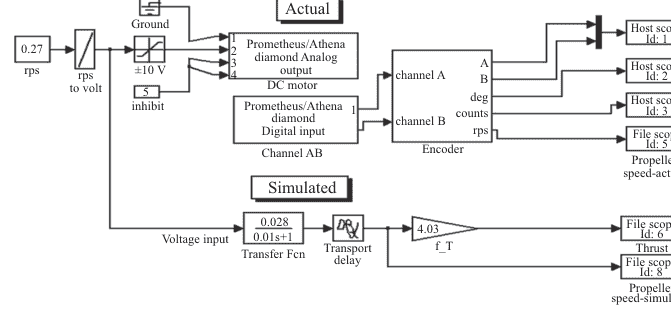 Actual
Ground
0.27
rps
rps
to volt
±10 V
5
inhibit
1
2
3
4
Prometheus/Athena
diamond Analog
output
DC motor
Prometheus/Athena
diamond
Digital input
1
Channel AB
channel A
channel B
A
B
deg
counts
rps
Encoder
Host sco
Id: 1
Host sco
Id: 2
Host sco
Id: 3
File sco
Id: 5
Propelle
speed-act
Simulated
Voltage input
0.028
0.01s+1
Transfer Fcn
Transport
delay
4.03
f_T
File scop
Id: 6
Thrust
File scop
Id: 8
Propelle
speed-simul